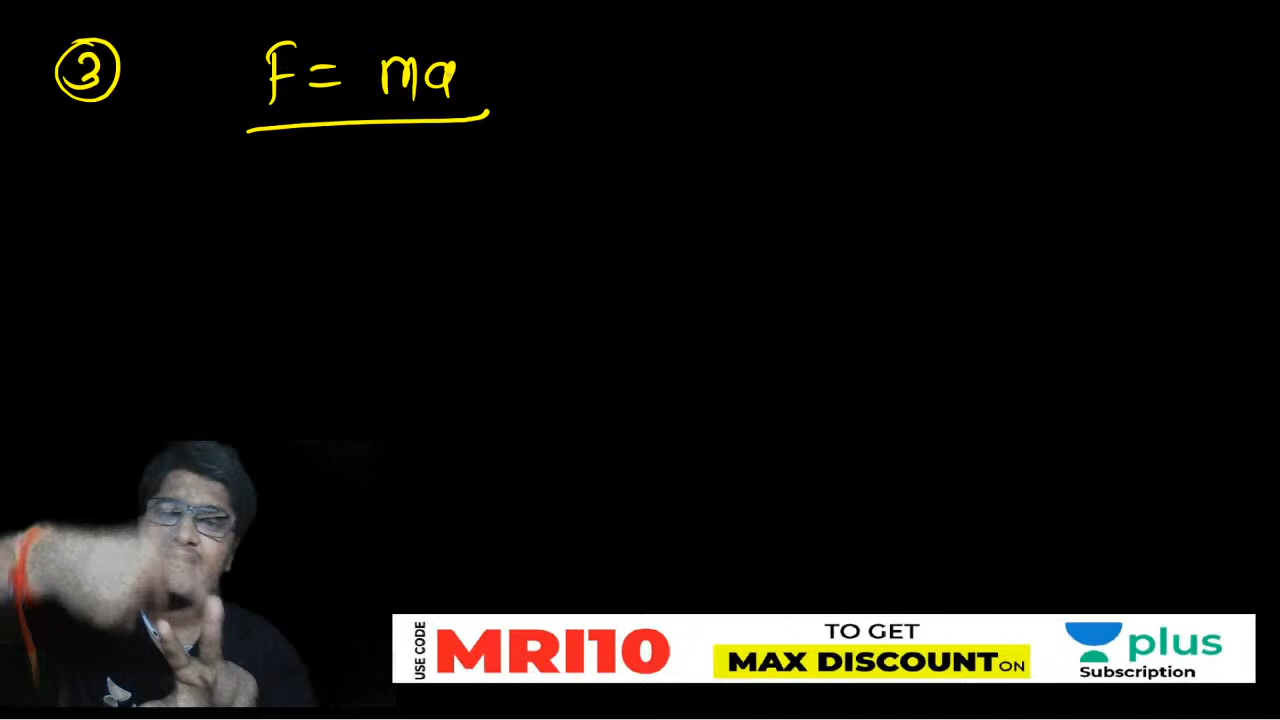 ③ F = ma
USE CODE MRI10 TO GET MAX DISCOUNT ON plus Subscription